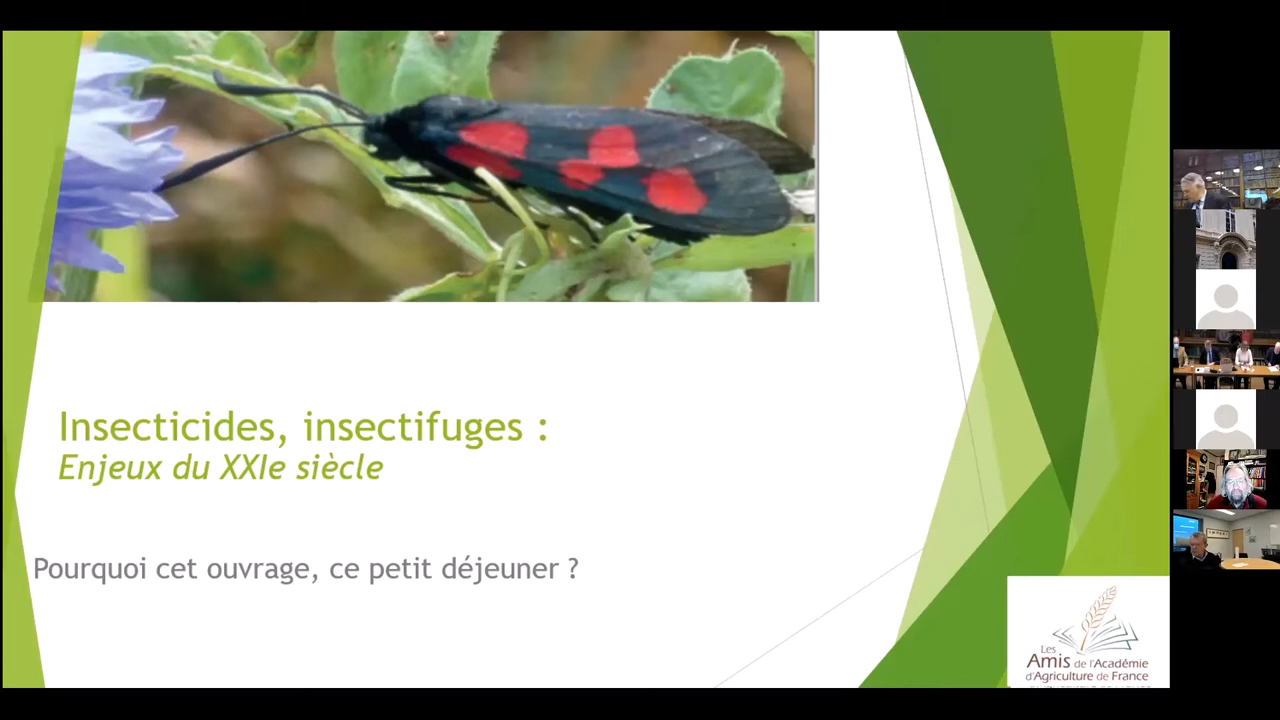 Insecticides, insectifuges :
Enjeux du XXIe siècle
Pourquoi cet ouvrage, ce petit déjeuner ?
Les
Amis de l'Académie
d'Agriculture de France